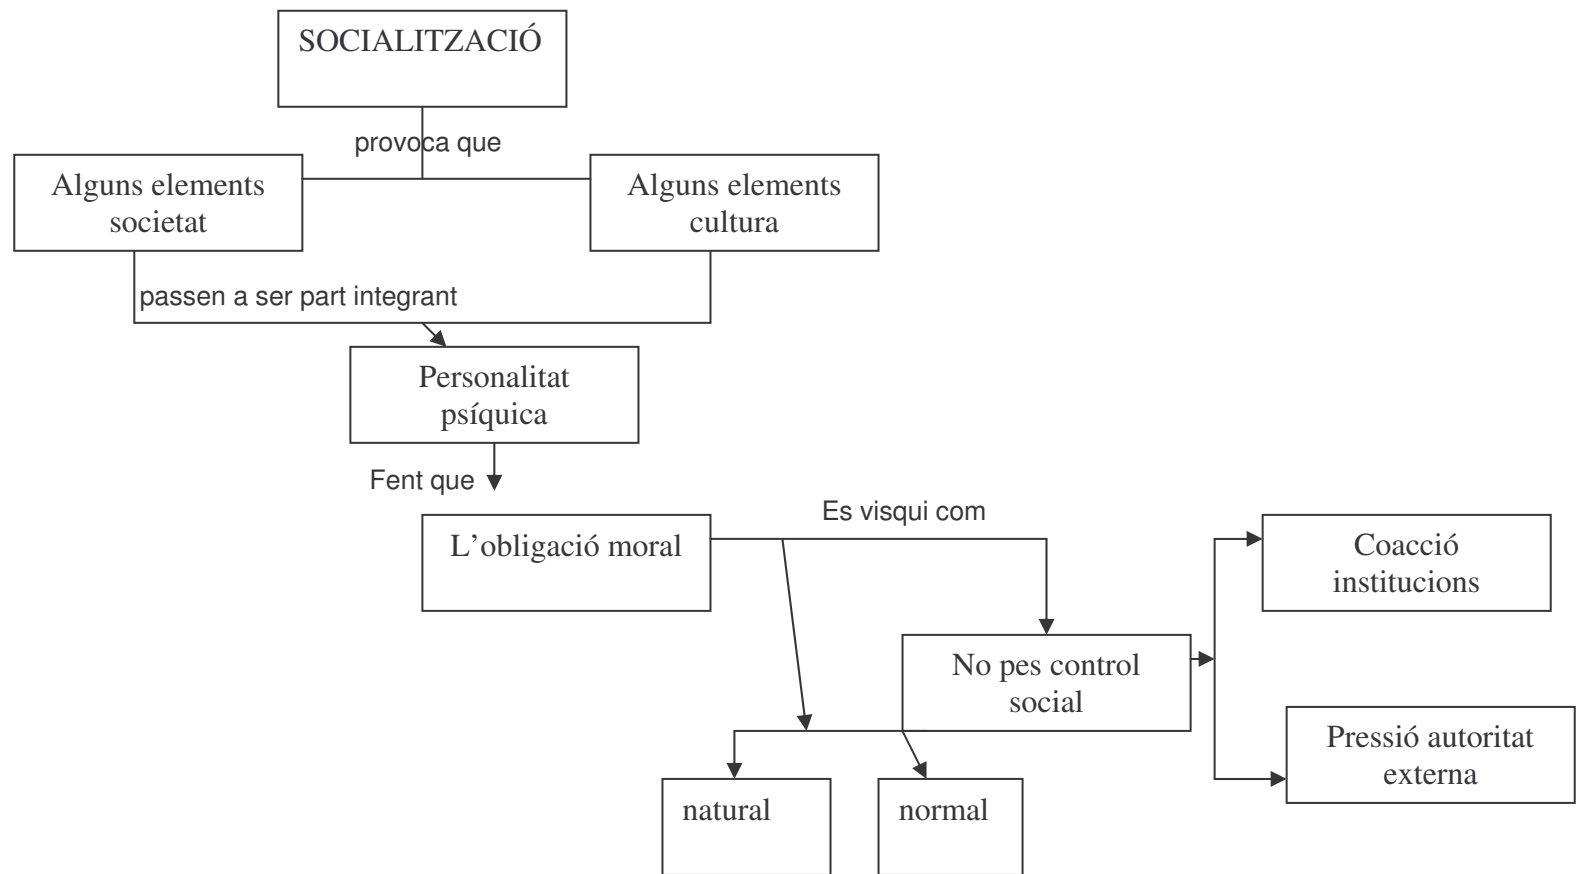 SOCIALITZACIÓ
provoca que
Alguns elements
societat
Alguns elements
cultura
passen a ser part integrant
Personalitat
psíquica
Fent que
L’obligació moral
Es visqui com
Coacció
institucions
No pes control
social
Pressió autoritat
externa
natural
normal